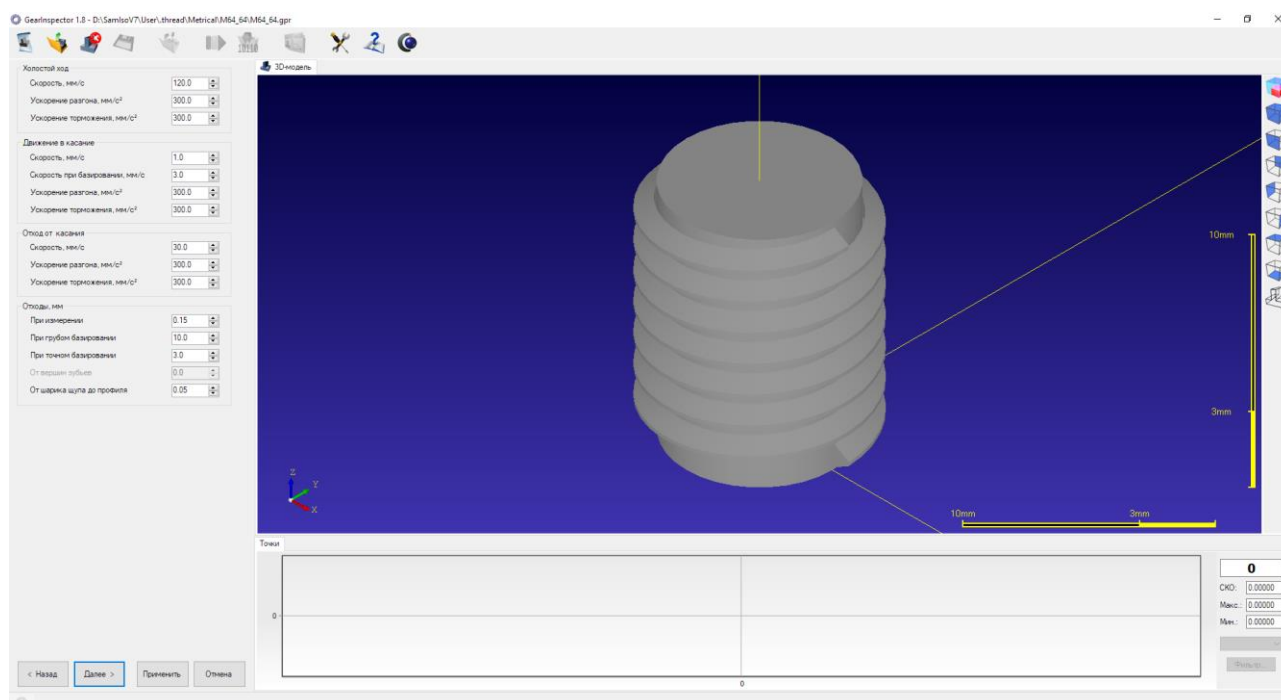 GearInspector 1.8 - D:\SamIsoV7\User\.thread\Metrical\M64_64\M64_64.gpr
Холостой ход
Скорость, мм/с 120.0
Ускорение разгона, мм/с² 300.0
Ускорение торможения, мм/с² 300.0
Движение в касание
Скорость, мм/с 1.0
Скорость при базировании, мм/с 3.0
Ускорение разгона, мм/с² 300.0
Ускорение торможения, мм/с² 300.0
Отход от касания
Скорость, мм/с 30.0
Ускорение разгона, мм/с² 300.0
Ускорение торможения, мм/с² 300.0
Отходы, мм
При измерении 0.15
При грубом базировании 10.0
При точном базировании 3.0
От вершин зубьев 0.0
От шарика щупа до профиля 0.05
< Назад Далее > Применить Отмена
3D-модель
10mm
3mm
Z
Y
X
10mm 3mm
Точки
0
0
0
СКО: 0.00000
Макс.: 0.00000
Мин.: 0.00000
Фильтр...